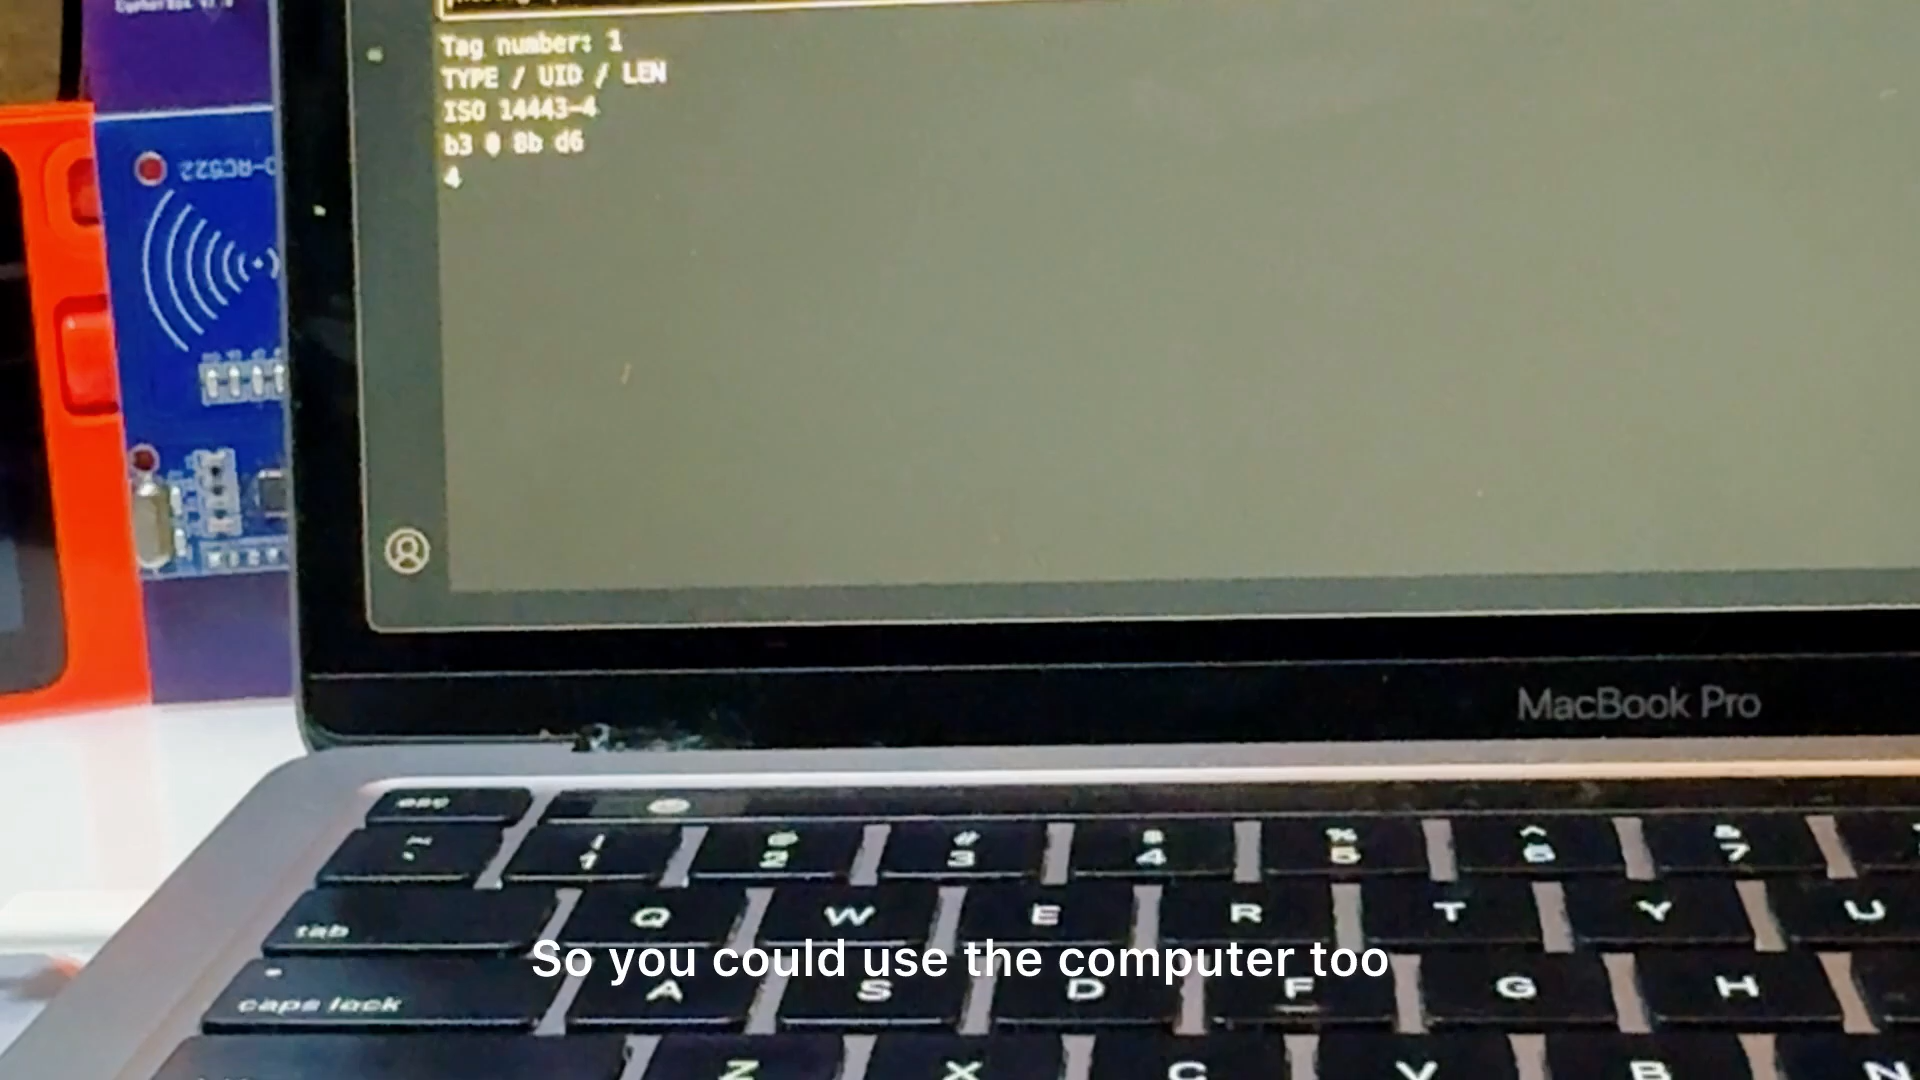 Tag number: 1
TYPE / UID / LEN
ISO 14443-4
b3 0 8b d6
4
MacBook Pro
esc
! 1
@ 2
# 3
$ 4
% 5
^ 6
& 7
tab
Q W E R T Y U
So you could use the computer too
caps lock
A S D F G H
Z X C V B N